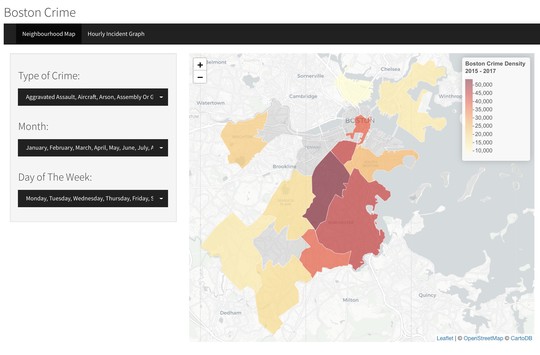 Boston Crime
Neighbourhood Map
Hourly Incident Graph
Type of Crime:
Aggravated Assault, Aircraft, Arson, Assembly Or G
Month:
January, February, March, April, May, June, July, A
Day of The Week:
Monday, Tuesday, Wednesday, Thursday, Friday, S
+
−
Chelsea
Somerville
Watertown
Cambridge
Winthrop
BOSTON
Brookline
Milton
Quincy
Dedham
Boston Crime Density
2015 - 2017
50,000
45,000
40,000
35,000
30,000
25,000
20,000
15,000
10,000
Leaflet | © OpenStreetMap © CartoDB